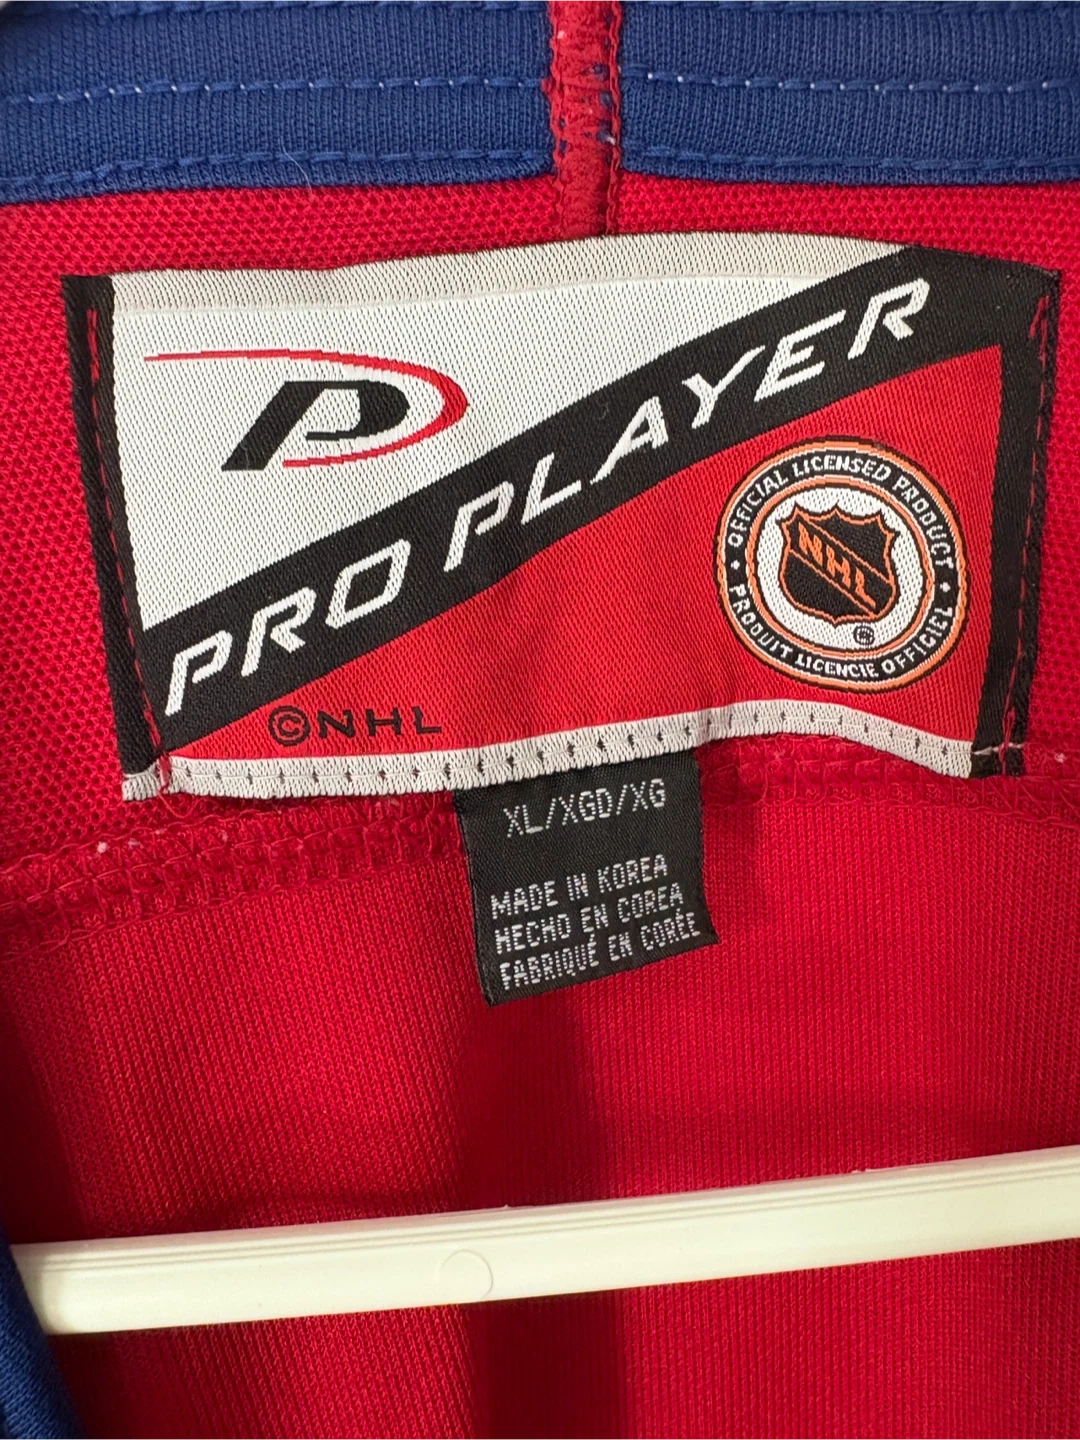 PRO PLAYER
OFFICIAL LICENSED PRODUCT
NHL
PRODUIT LICENCIE OFFICIEL
©NHL
XL/XGD/XG
MADE IN KOREA
HECHO EN COREA
FABRIQUÉ EN CORÉE